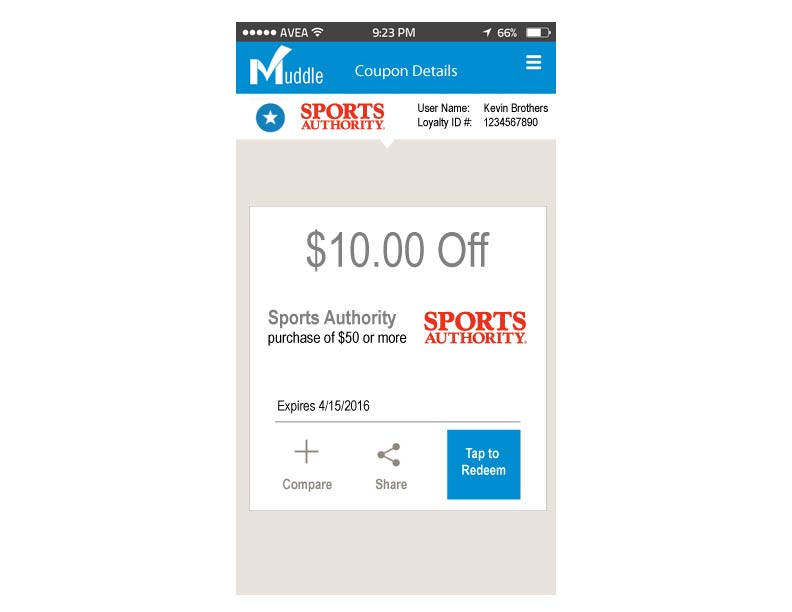 AVEA 9:23 PM 66%
Muddle Coupon Details
SPORTS AUTHORITY.
User Name: Kevin Brothers
Loyalty ID #: 1234567890
$10.00 Off
Sports Authority
purchase of $50 or more
SPORTS
AUTHORITY.
Expires 4/15/2016
Compare
Share
Tap to
Redeem